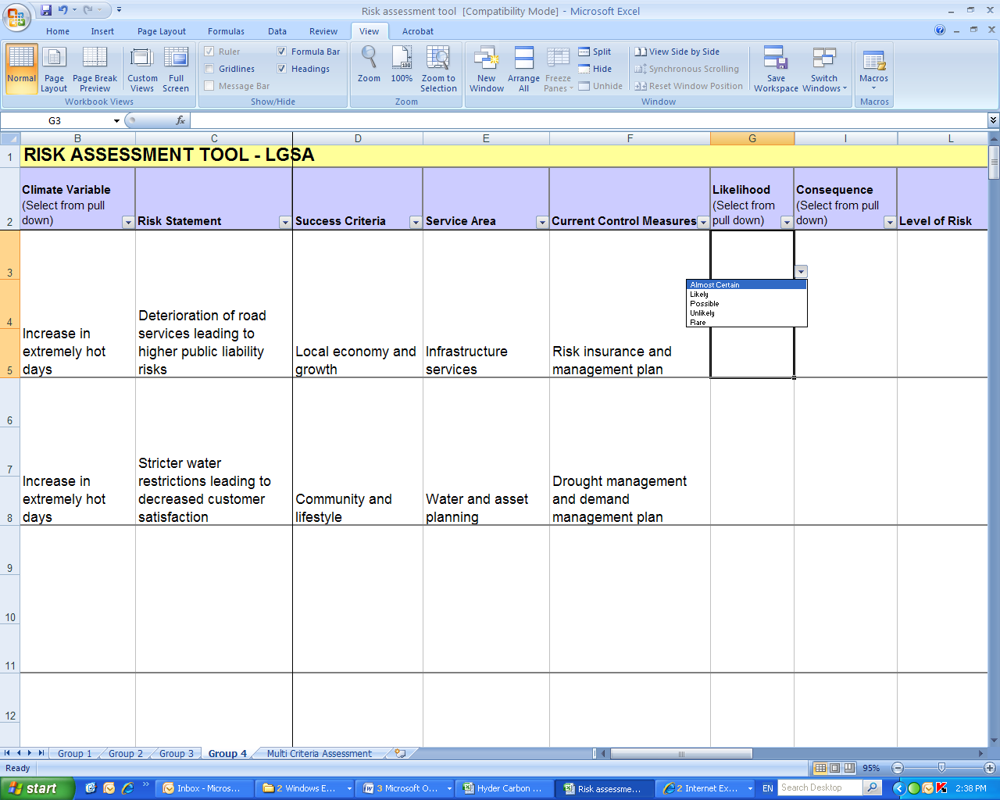 Risk assessment tool [Compatibility Mode] - Microsoft Excel
Home Insert Page Layout Formulas Data Review View Acrobat
Normal
Page
Layout
Page Break
Preview
Custom
Views
Full
Screen
Workbook Views
Ruler
Gridlines
Message Bar
Formula Bar
Headings
Show/Hide
Zoom
100
100%
Zoom to
Selection
Zoom
New
Window
Arrange
All
Freeze
Panes
Split
Hide
Unhide
View Side by Side
Synchronous Scrolling
Reset Window Position
Window
Save
Workspace
Switch
Windows
Macros
Macros
G3
fx
B C D E F G I L
1
RISK ASSESSMENT TOOL - LGSA
2
Climate Variable
(Select from pull
down)
Risk Statement
Success Criteria
Service Area
Current Control Measures
Likelihood
(Select from
pull down)
Consequence
(Select from pull
down)
Level of Risk
3
4
5
Increase in
extremely hot
days
Deterioration of road
services leading to
higher public liability
risks
Local economy and
growth
Infrastructure
services
Risk insurance and
management plan
Almost Certain
Likely
Possible
Unlikely
Rare
6
7
8
Increase in
extremely hot
days
Stricter water
restrictions leading to
decreased customer
satisfaction
Community and
lifestyle
Water and asset
planning
Drought management
and demand
management plan
9
10
11
12
Group 1 Group 2 Group 3 Group 4 Multi Criteria Assessment
Ready
95%
start
Inbox - Micros...
2 Windows E...
3 Microsoft O...
Hyder Carbon ...
Risk assessme...
2 Internet Ex...
EN
Search Desktop
2:38 PM